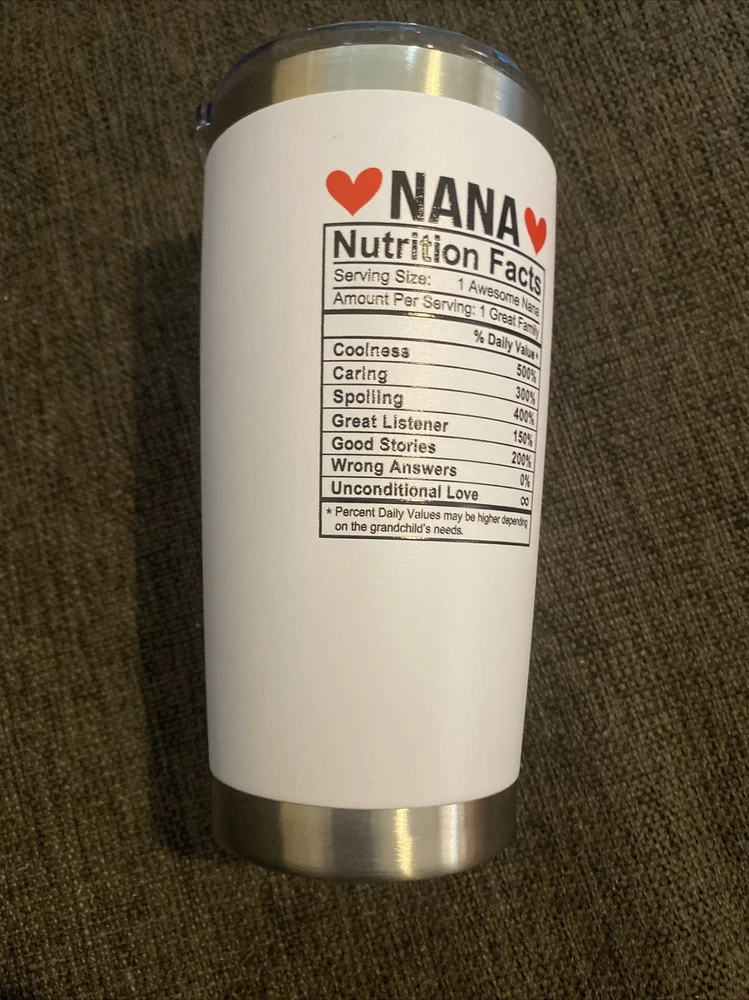 NANA
Nutrition Facts
Serving Size: 1 Awesome Nana
Amount Per Serving: 1 Great Family
% Daily Value*
Coolness 500%
Caring 300%
Spoiling 400%
Great Listener 150%
Good Stories 200%
Wrong Answers 0%
Unconditional Love ∞
* Percent Daily Values may be higher depending
on the grandchild's needs.